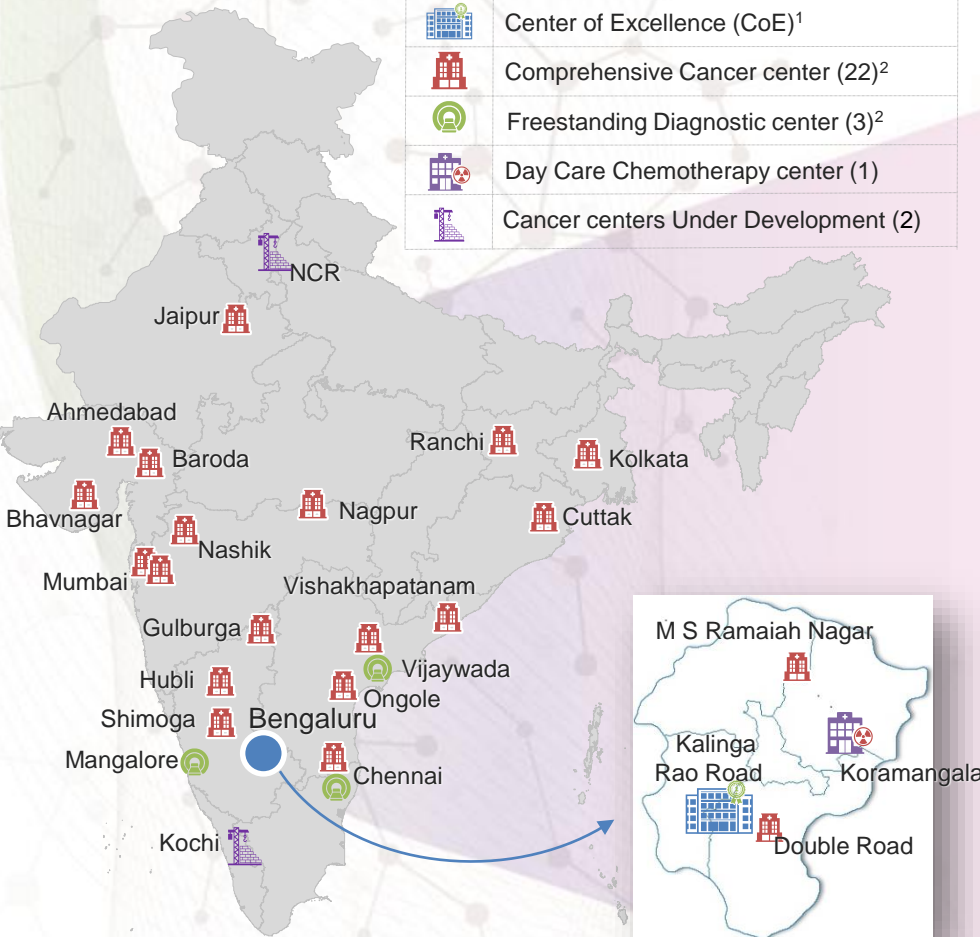 Center of Excellence (CoE)1
Comprehensive Cancer center (22)2
Freestanding Diagnostic center (3)2
Day Care Chemotherapy center (1)
Cancer centers Under Development (2)
NCR
Jaipur
Ahmedabad
Baroda
Ranchi
Kolkata
Bhavnagar
Nagpur
Cuttak
Nashik
Mumbai
Vishakhapatanam
Gulburga
Vijaywada
Hubli
Ongole
Shimoga
Bengaluru
Mangalore
Chennai
Kochi
M S Ramaiah Nagar
Kalinga
Rao Road
Koramangala
Double Road